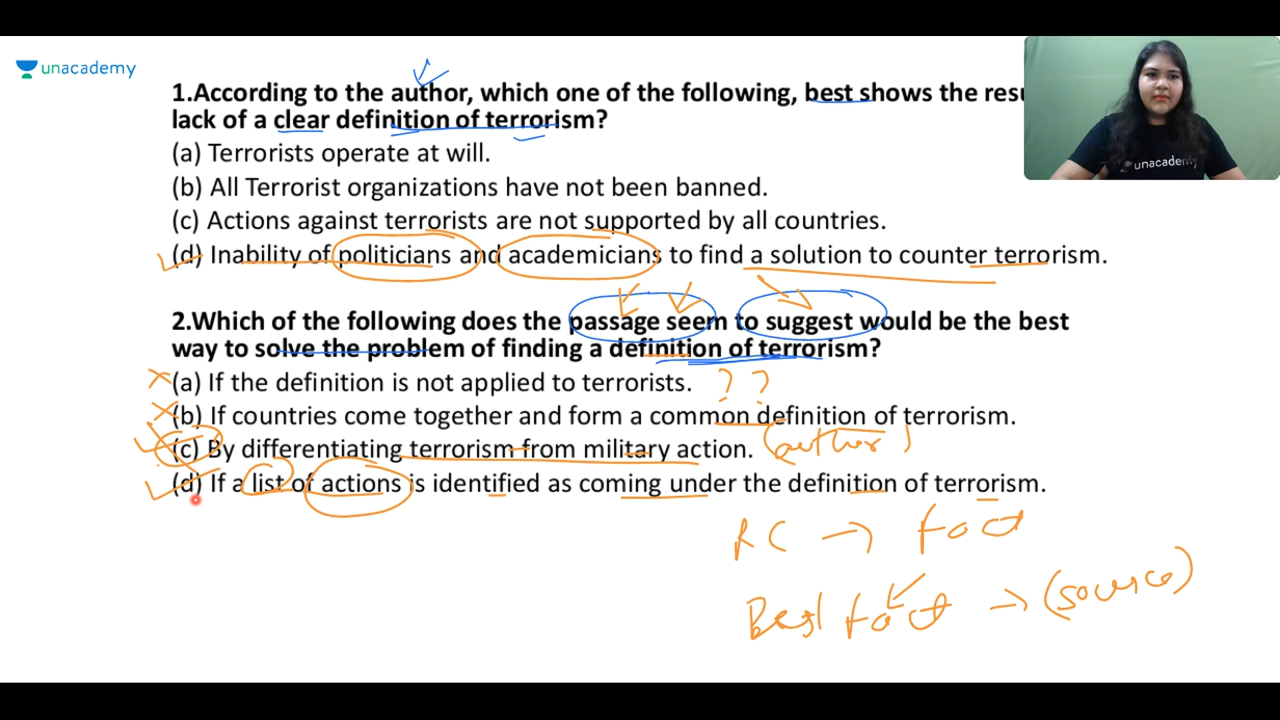 unacademy
1.According to the author, which one of the following, best shows the resu
lack of a clear definition of terrorism?
(a) Terrorists operate at will.
(b) All Terrorist organizations have not been banned.
(c) Actions against terrorists are not supported by all countries.
(d) Inability of politicians and academicians to find a solution to counter terrorism.
unacademy
2.Which of the following does the passage seem to suggest would be the best
way to solve the problem of finding a definition of terrorism?
(a) If the definition is not applied to terrorists. ? ?
(b) If countries come together and form a common definition of terrorism.
(c) By differentiating terrorism from military action. (author)
(d) If a list of actions is identified as coming under the definition of terrorism.
RC → fact
Best fact → (source)